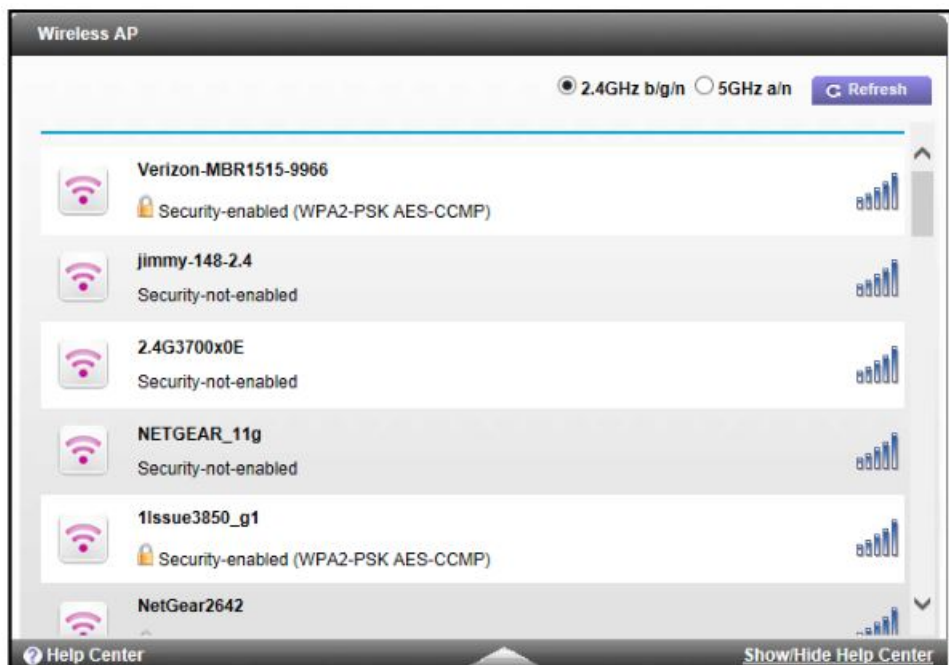 Wireless AP
2.4GHz b/g/n 5GHz a/n Refresh
Verizon-MBR1515-9966
Security-enabled (WPA2-PSK AES-CCMP)
jimmy-148-2.4
Security-not-enabled
2.4G3700x0E
Security-not-enabled
NETGEAR_11g
Security-not-enabled
1Issue3850_g1
Security-enabled (WPA2-PSK AES-CCMP)
NetGear2642
? Help Center Show/Hide Help Center